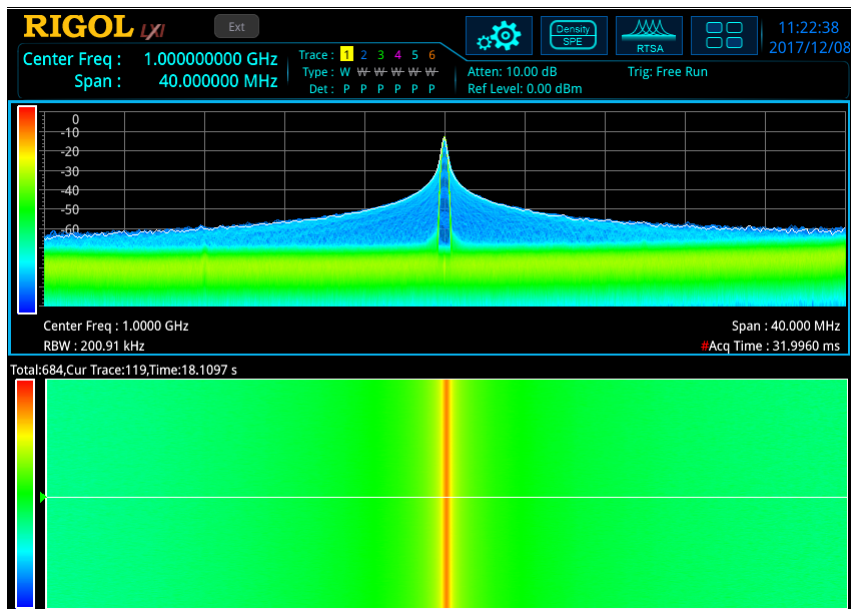 RIGOL LXI Ext
Density
SPE
RTSA
11:22:38
2017/12/08
Center Freq : 1.000000000 GHz
Span : 40.000000 MHz
Trace : 1 2 3 4 5 6
Type : W W W W W W
Det : P P P P P P
Atten: 10.00 dB
Ref Level: 0.00 dBm
Trig: Free Run
0
-10
-20
-30
-40
-50
-60
Center Freq : 1.0000 GHz
Span : 40.000 MHz
RBW : 200.91 kHz
#Acq Time : 31.9960 ms
Total:684,Cur Trace:119,Time:18.1097 s